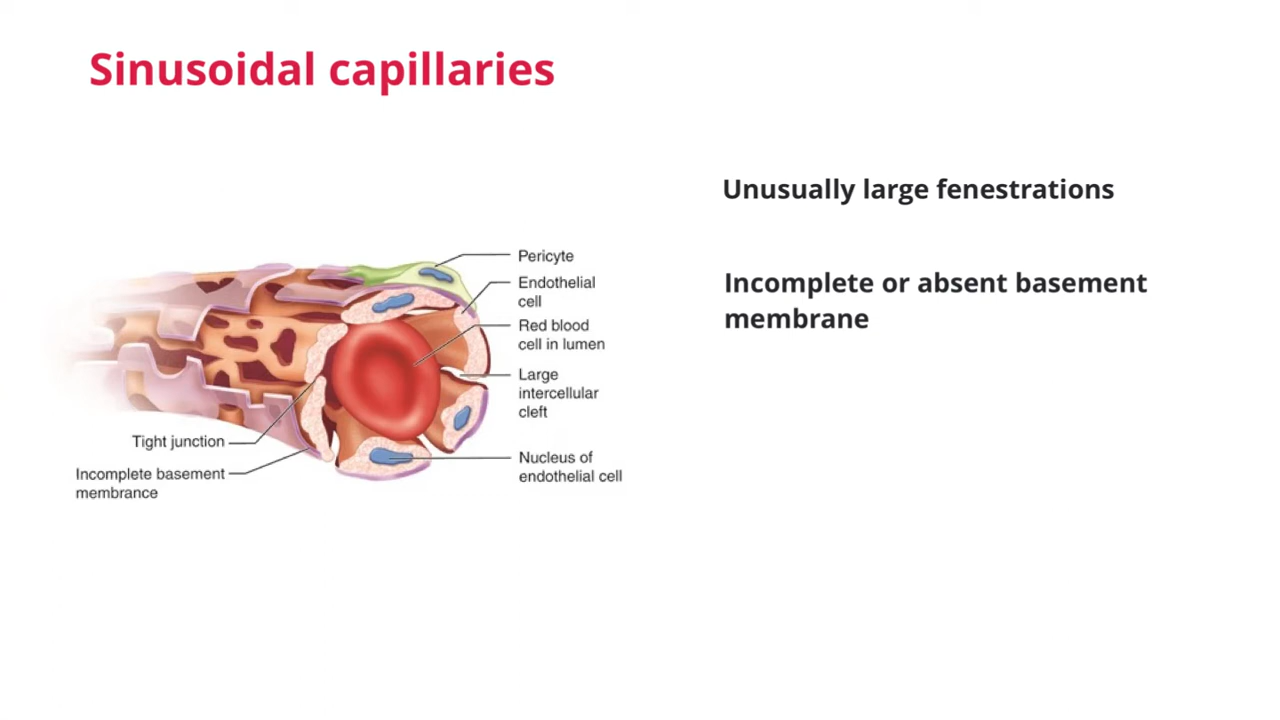 Sinusoidal capillaries
Unusually large fenestrations
Incomplete or absent basement
membrane
Pericyte
Endothelial
cell
Red blood
cell in lumen
Large
intercellular
cleft
Tight junction
Incomplete basement
membrance
Nucleus of
endothelial cell